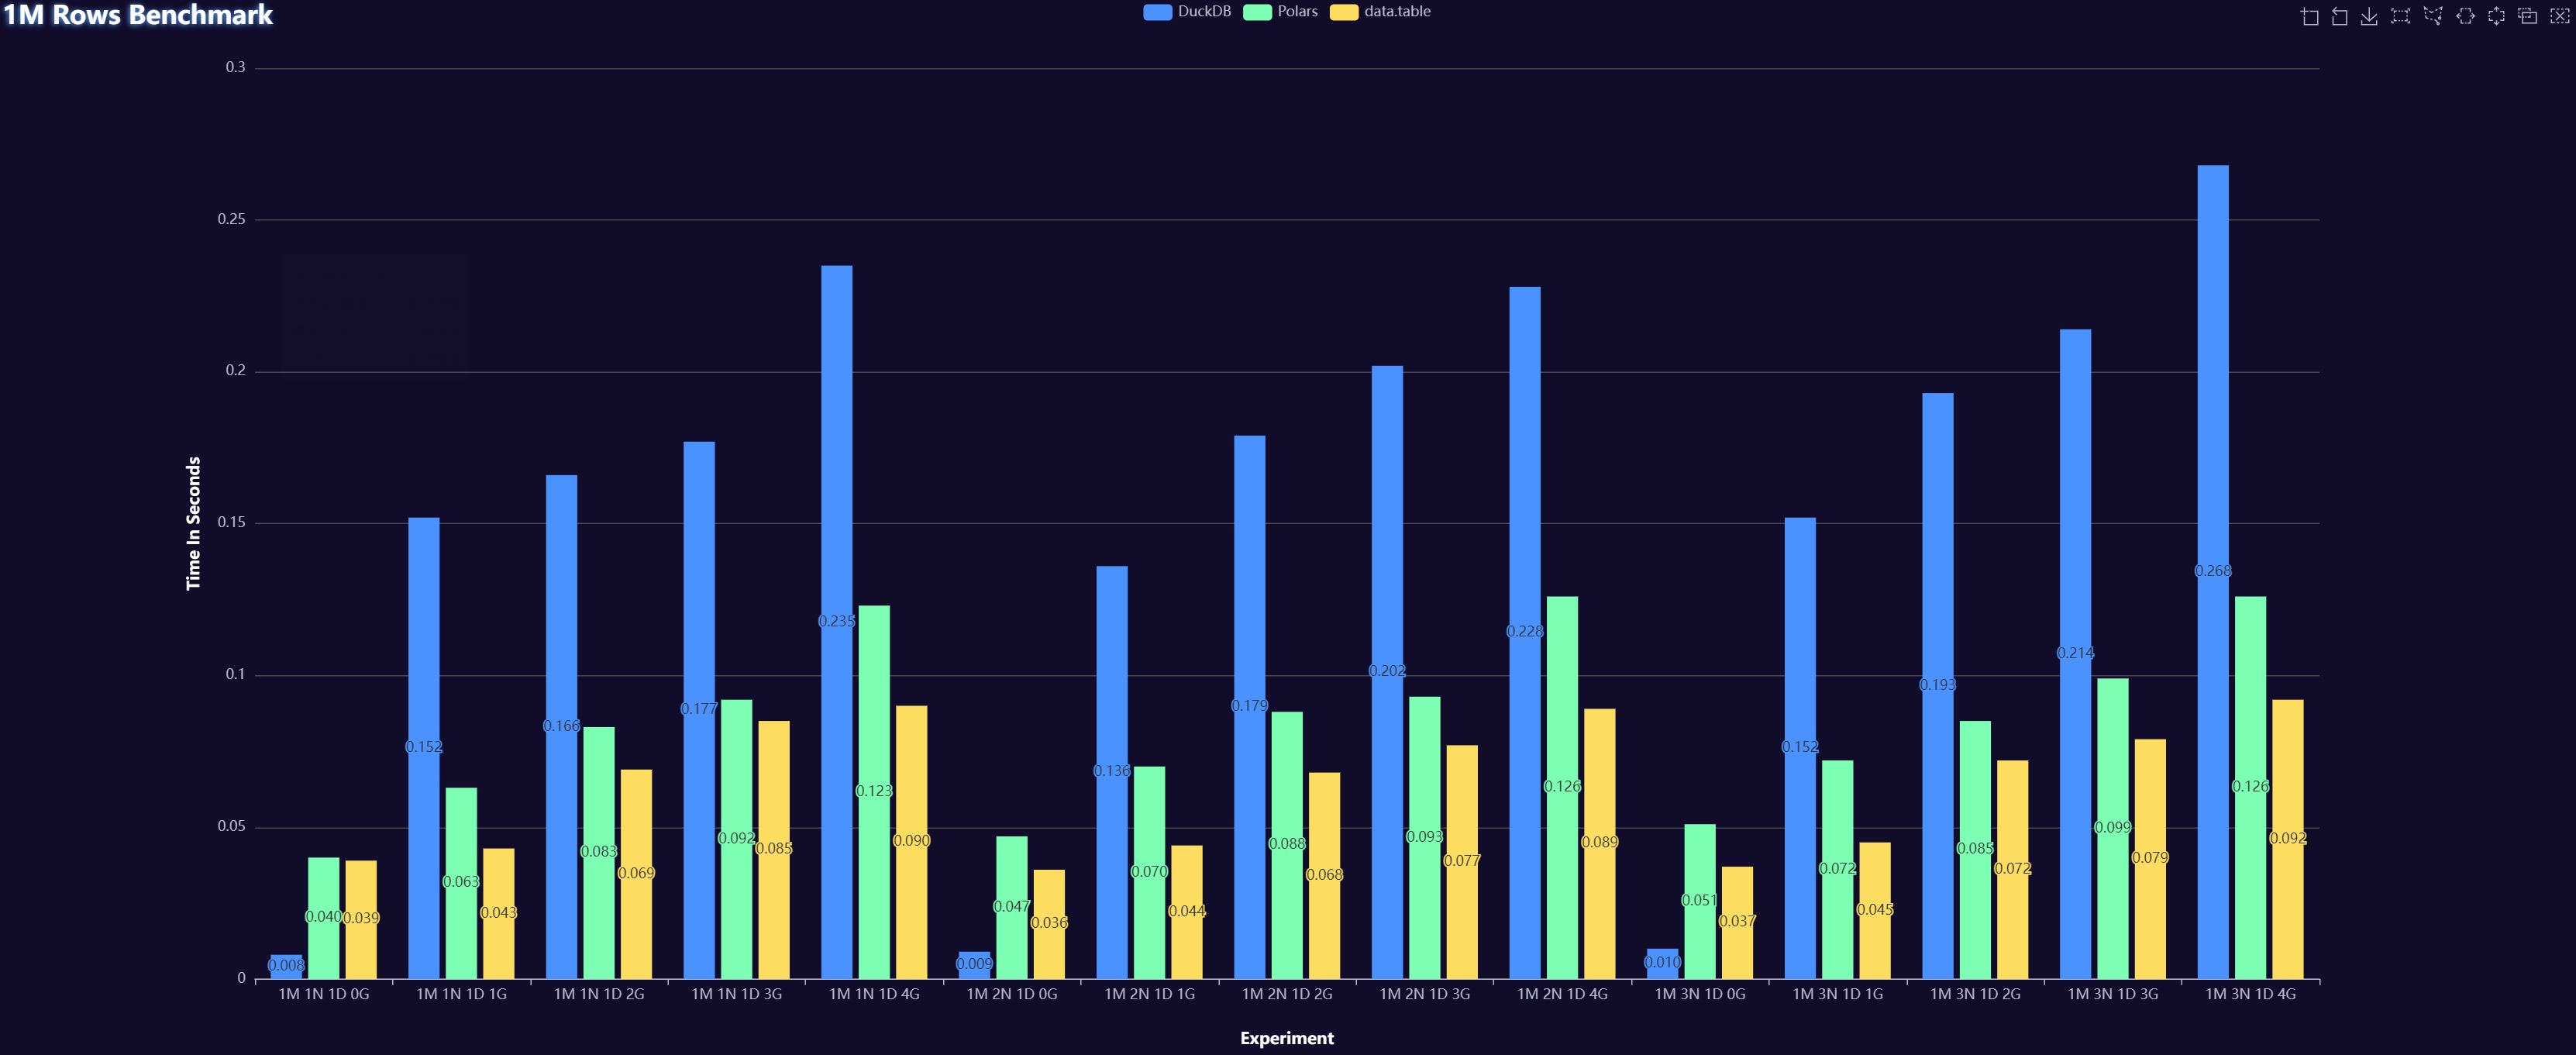 1M Rows Benchmark
DuckDB Polars data.table
0.3
0.25
0.2
0.15
0.1
0.05
0
Time In Seconds
0.008 0.040 0.039
0.152 0.063 0.043
0.166 0.083 0.069
0.177 0.092 0.085
0.235 0.123 0.090
0.009 0.047 0.036
0.136 0.070 0.044
0.179 0.088 0.068
0.202 0.093 0.077
0.228 0.126 0.089
0.010 0.051 0.037
0.152 0.072 0.045
0.193 0.085 0.072
0.214 0.099 0.079
0.268 0.126 0.092
1M 1N 1D 0G 1M 1N 1D 1G 1M 1N 1D 2G 1M 1N 1D 3G 1M 1N 1D 4G 1M 2N 1D 0G 1M 2N 1D 1G 1M 2N 1D 2G 1M 2N 1D 3G 1M 2N 1D 4G 1M 3N 1D 0G 1M 3N 1D 1G 1M 3N 1D 2G 1M 3N 1D 3G 1M 3N 1D 4G
Experiment